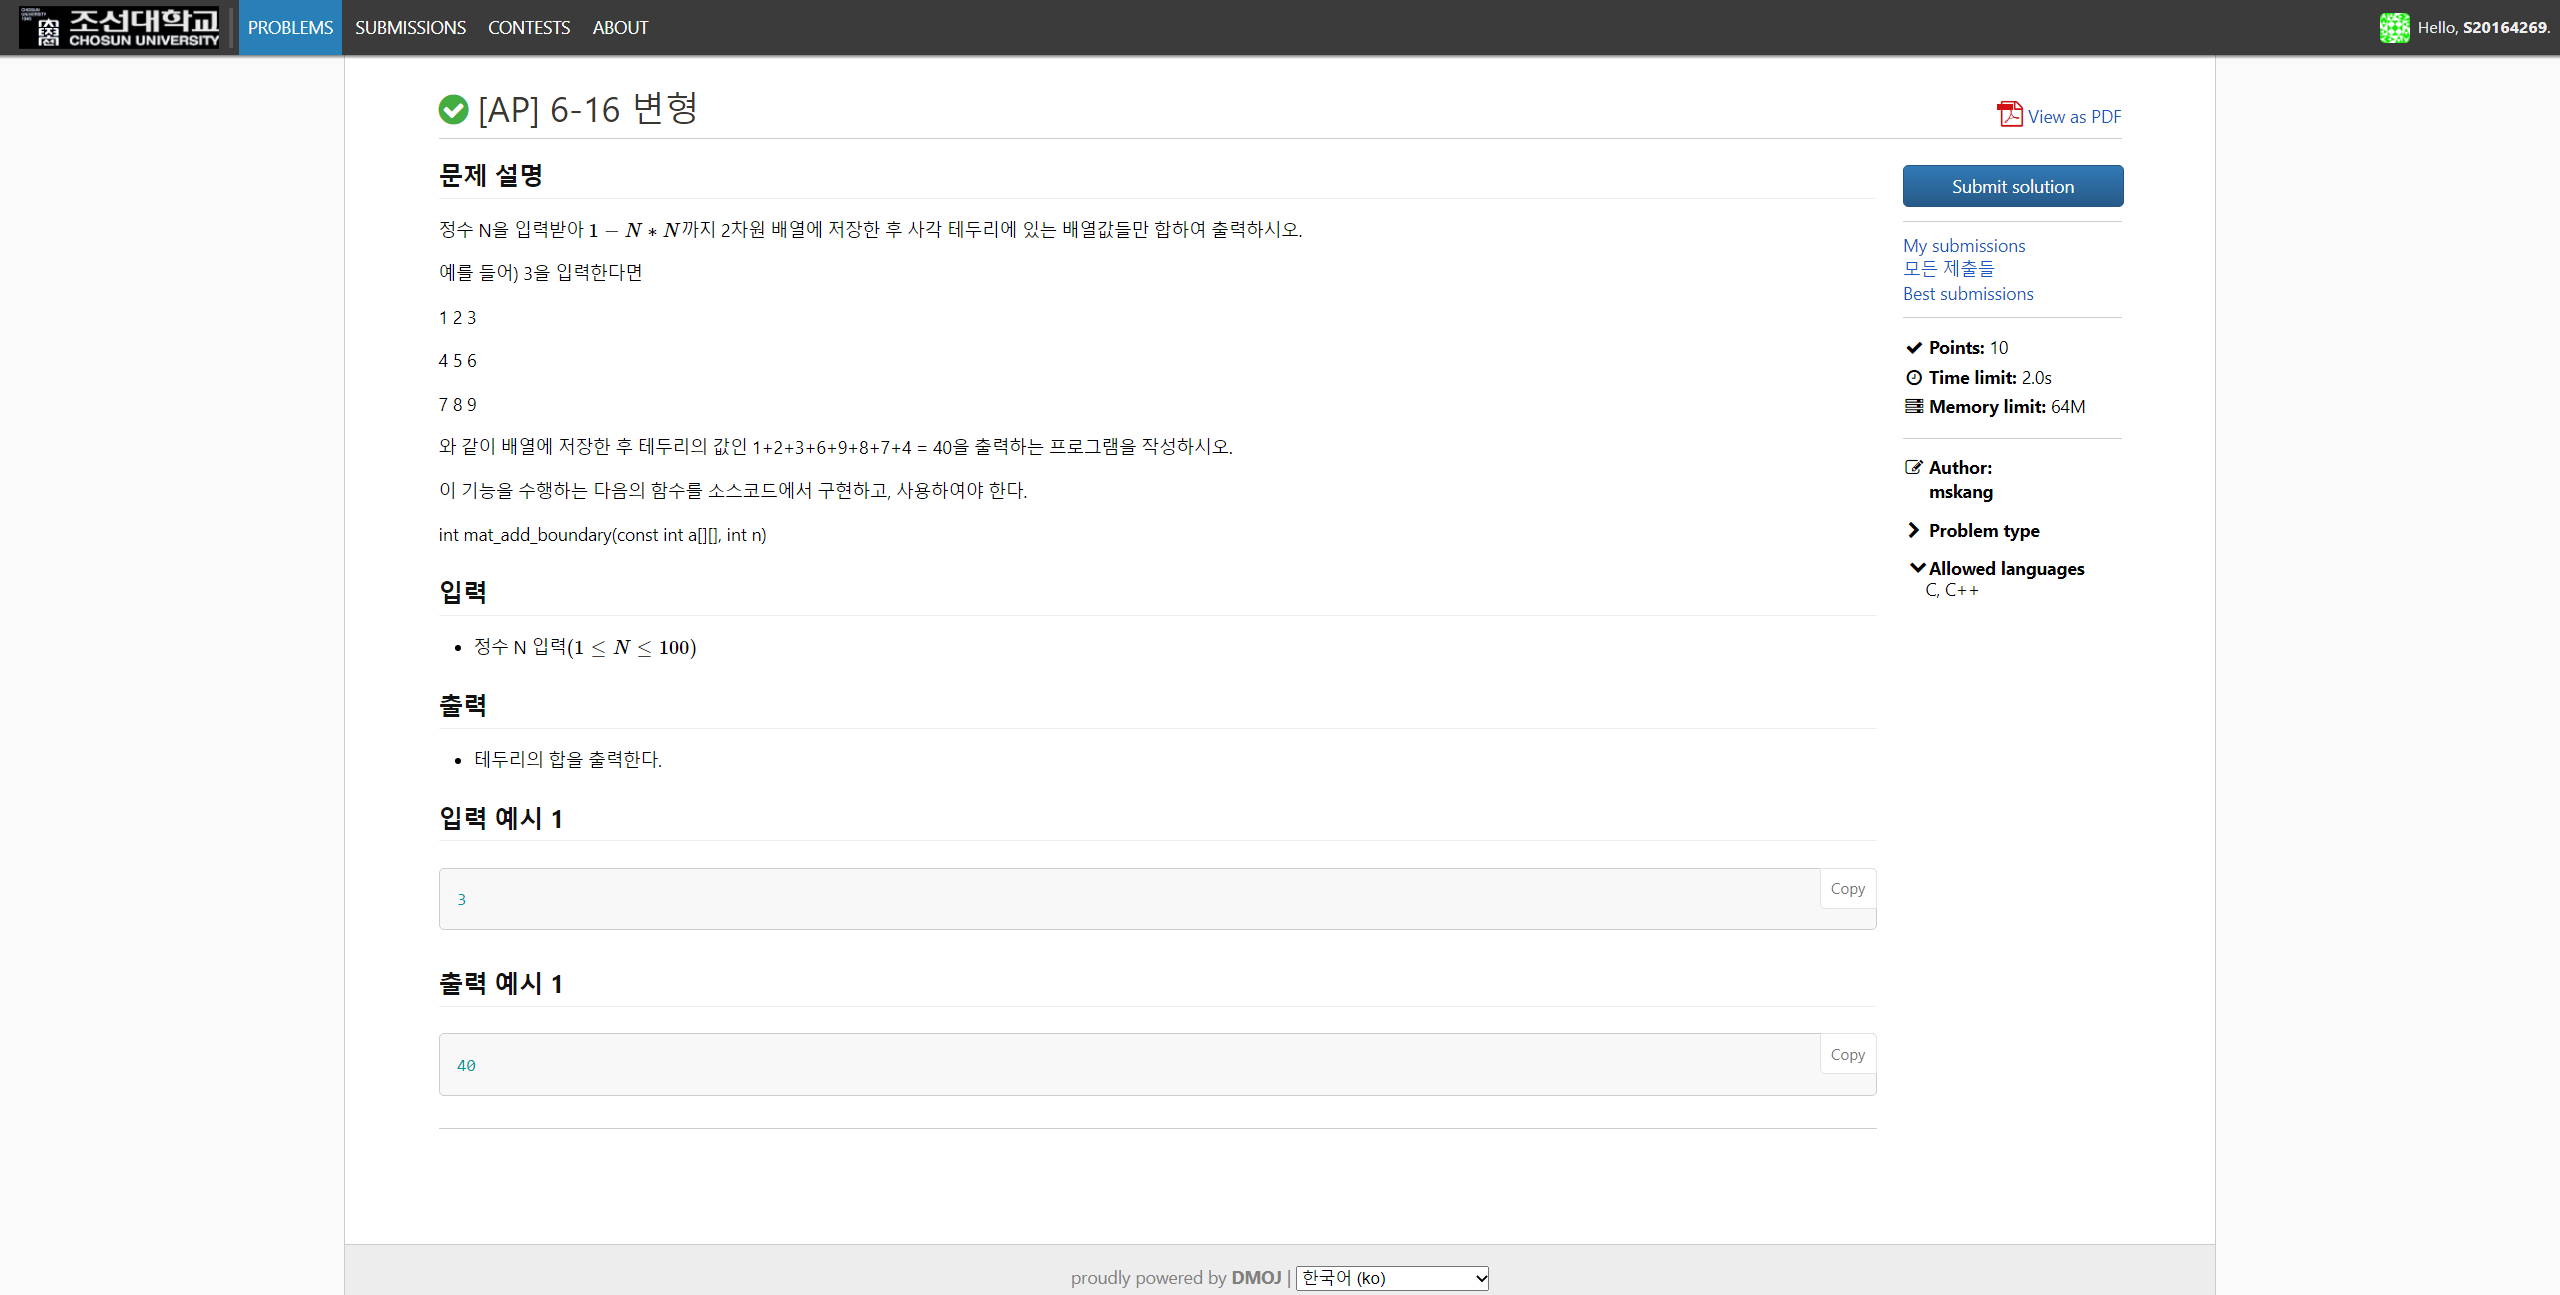 조선대학교
CHOSUN UNIVERSITY
PROBLEMS SUBMISSIONS CONTESTS ABOUT
Hello, S20164269.
[AP] 6-16 변형
View as PDF
문제 설명
Submit solution
정수 N을 입력받아 1 − N ∗ N까지 2차원 배열에 저장한 후 사각 테두리에 있는 배열값들만 합하여 출력하시오.
예를 들어) 3을 입력한다면
1 2 3
4 5 6
7 8 9
와 같이 배열에 저장한 후 테두리의 값인 1+2+3+6+9+8+7+4 = 40을 출력하는 프로그램을 작성하시오.
이 기능을 수행하는 다음의 함수를 소스코드에서 구현하고, 사용하여야 한다.
int mat_add_boundary(const int a[][], int n)
My submissions
모든 제출들
Best submissions
Points: 10
Time limit: 2.0s
Memory limit: 64M
Author:
mskang
Problem type
Allowed languages
C, C++
입력
정수 N 입력(1 ≤ N ≤ 100)
출력
테두리의 합을 출력한다.
입력 예시 1
Copy
3
출력 예시 1
Copy
40
proudly powered by DMOJ | 한국어 (ko)